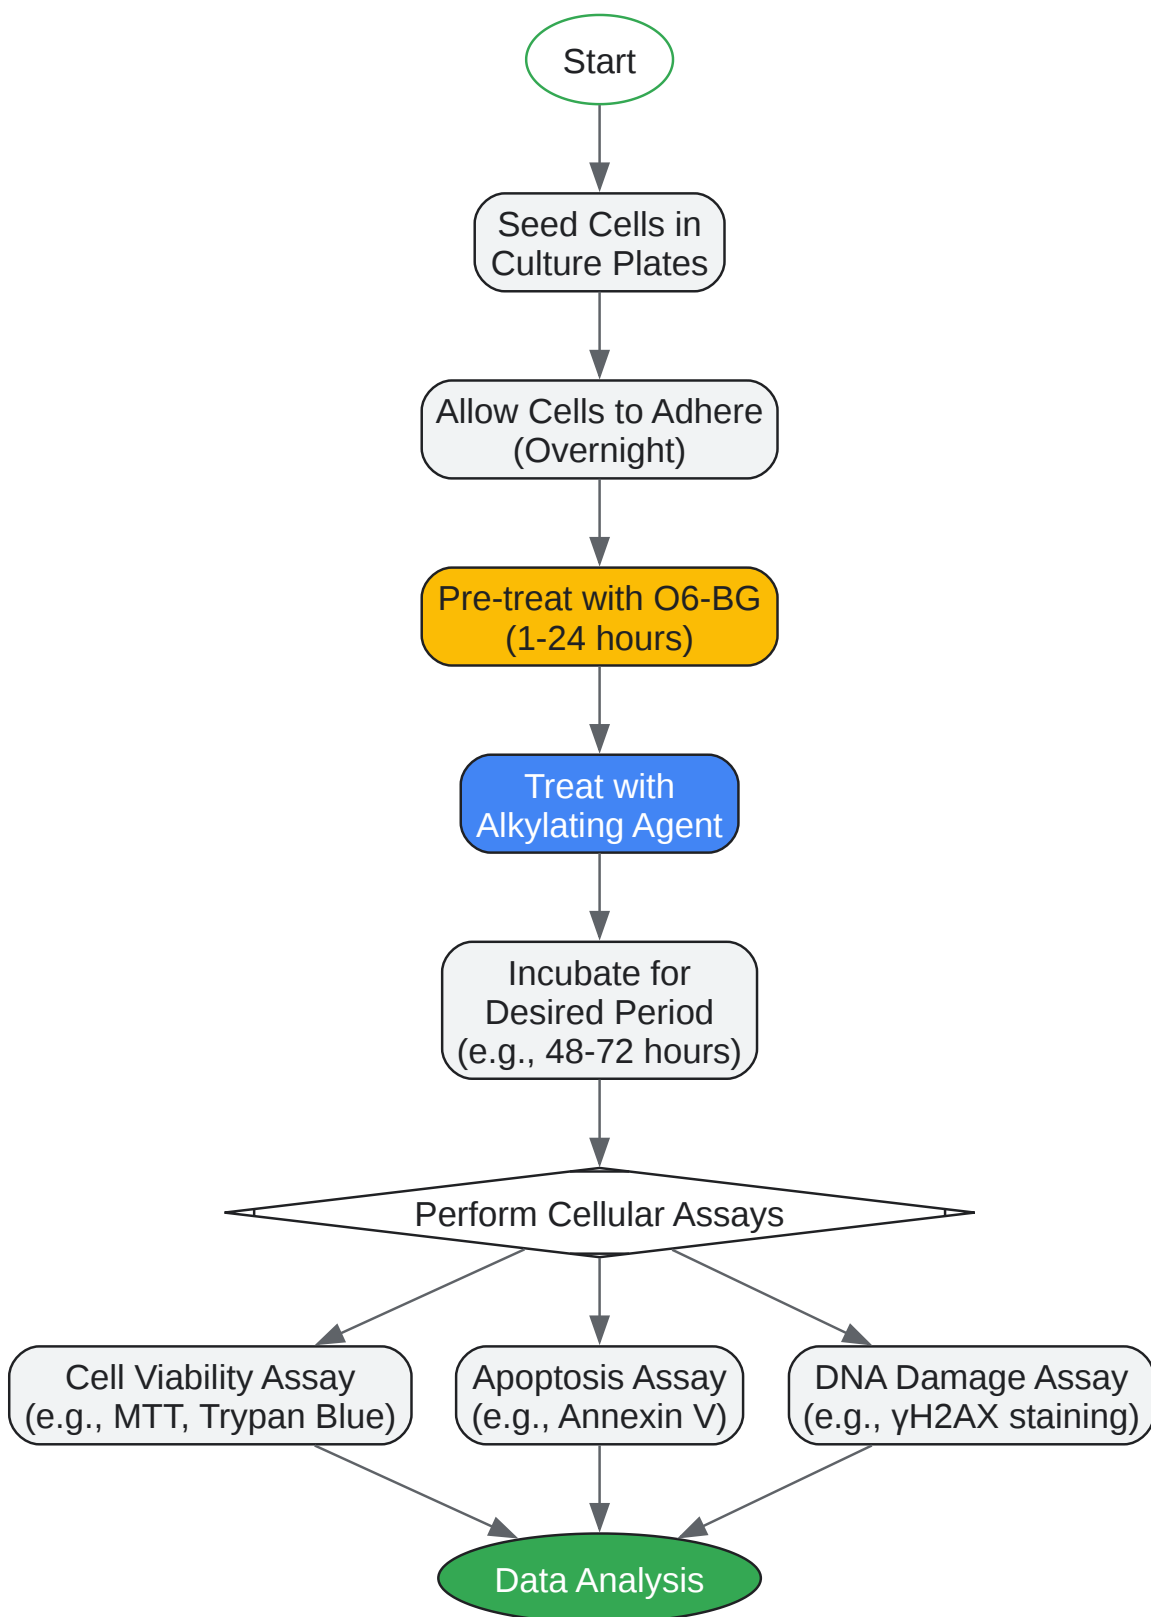 Start
Seed Cells in
Culture Plates
Allow Cells to Adhere
(Overnight)
Pre-treat with O6-BG
(1-24 hours)
Treat with
Alkylating Agent
Incubate for
Desired Period
(e.g., 48-72 hours)
Perform Cellular Assays
Cell Viability Assay
(e.g., MTT, Trypan Blue)
Apoptosis Assay
(e.g., Annexin V)
DNA Damage Assay
(e.g., γH2AX staining)
Data Analysis